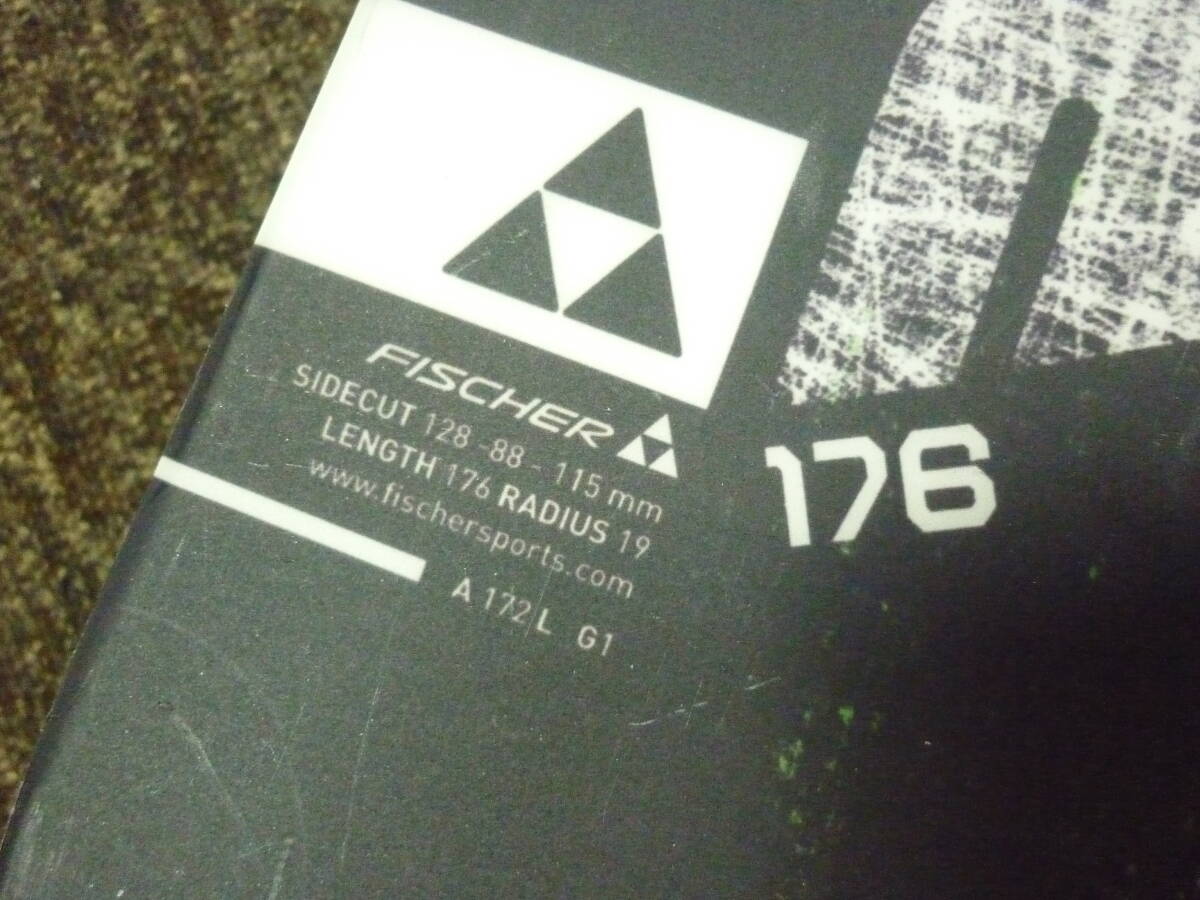 FISCHER
SIDECUT 128 - 88 - 115 mm
LENGTH 176 RADIUS 19
www.fischersports.com
A 172 L G1
176